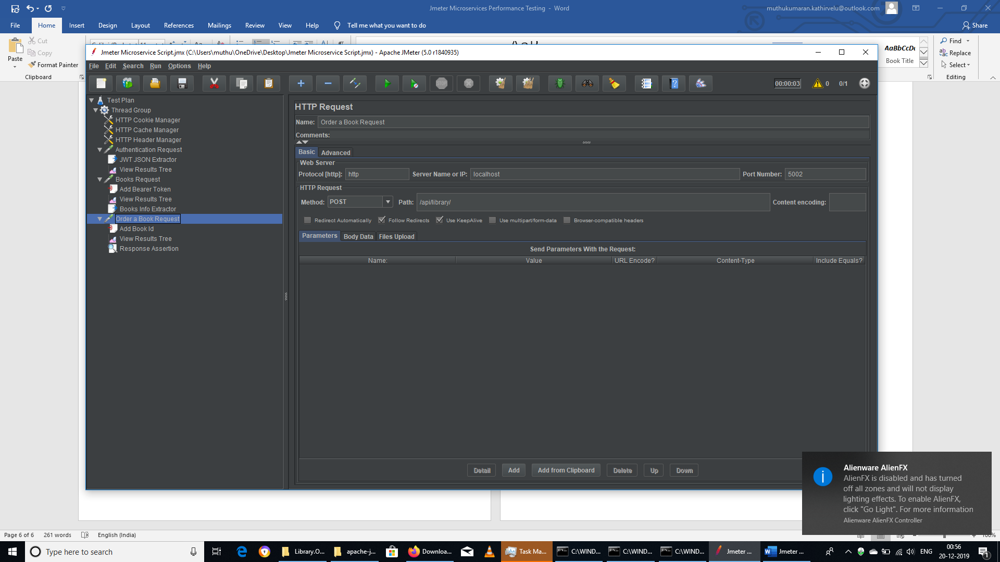 Jmeter Microservices Performance Testing - Word
muthukumaran.kathirvelu@outlook.com
File Home Insert Design Layout References Mailings Review View Help Tell me what you want to do Share
Paste
Cut
Copy
Format Painter
Clipboard
AaBbCcDc
Book Title
Find
Replace
Select
Editing
Jmeter Microservice Script.jmx (C:\Users\muthu\OneDrive\Desktop\Jmeter Microservice Script.jmx) - Apache JMeter (5.0 r1840935)
File Edit Search Run Options Help
STOP
00:00:03 0 0/1
Test Plan
Thread Group
HTTP Cookie Manager
HTTP Cache Manager
HTTP Header Manager
Authentication Request
JWT JSON Extractor
View Results Tree
Books Request
Add Bearer Token
View Results Tree
Books Info Extractor
Order a Book Request
Add Book Id
View Results Tree
Response Assertion
HTTP Request
Name: Order a Book Request
Comments:
Basic Advanced
Web Server
Protocol [http]: http Server Name or IP: localhost Port Number: 5002
HTTP Request
Method: POST Path: /api/library/ Content encoding:
Redirect Automatically Follow Redirects Use KeepAlive Use multipart/form-data Browser-compatible headers
Parameters Body Data Files Upload
Send Parameters With the Request:
Name: Value URL Encode? Content-Type Include Equals?
Detail Add Add from Clipboard Delete Up Down
Alienware AlienFX
AlienFX is disabled and has turned
off all zones and will not display
lighting effects. To enable AlienFX,
click "Go Light". For more information
Alienware AlienFX Controller
Page 6 of 6 261 words English (India) 100%
Type here to search
Library.O...
apache-j...
Downloa...
Task Ma...
C:\WIND...
C:\WIND...
C:\WIND...
Jmeter ...
Jmeter ...
ENG
00:56
20-12-2019
1